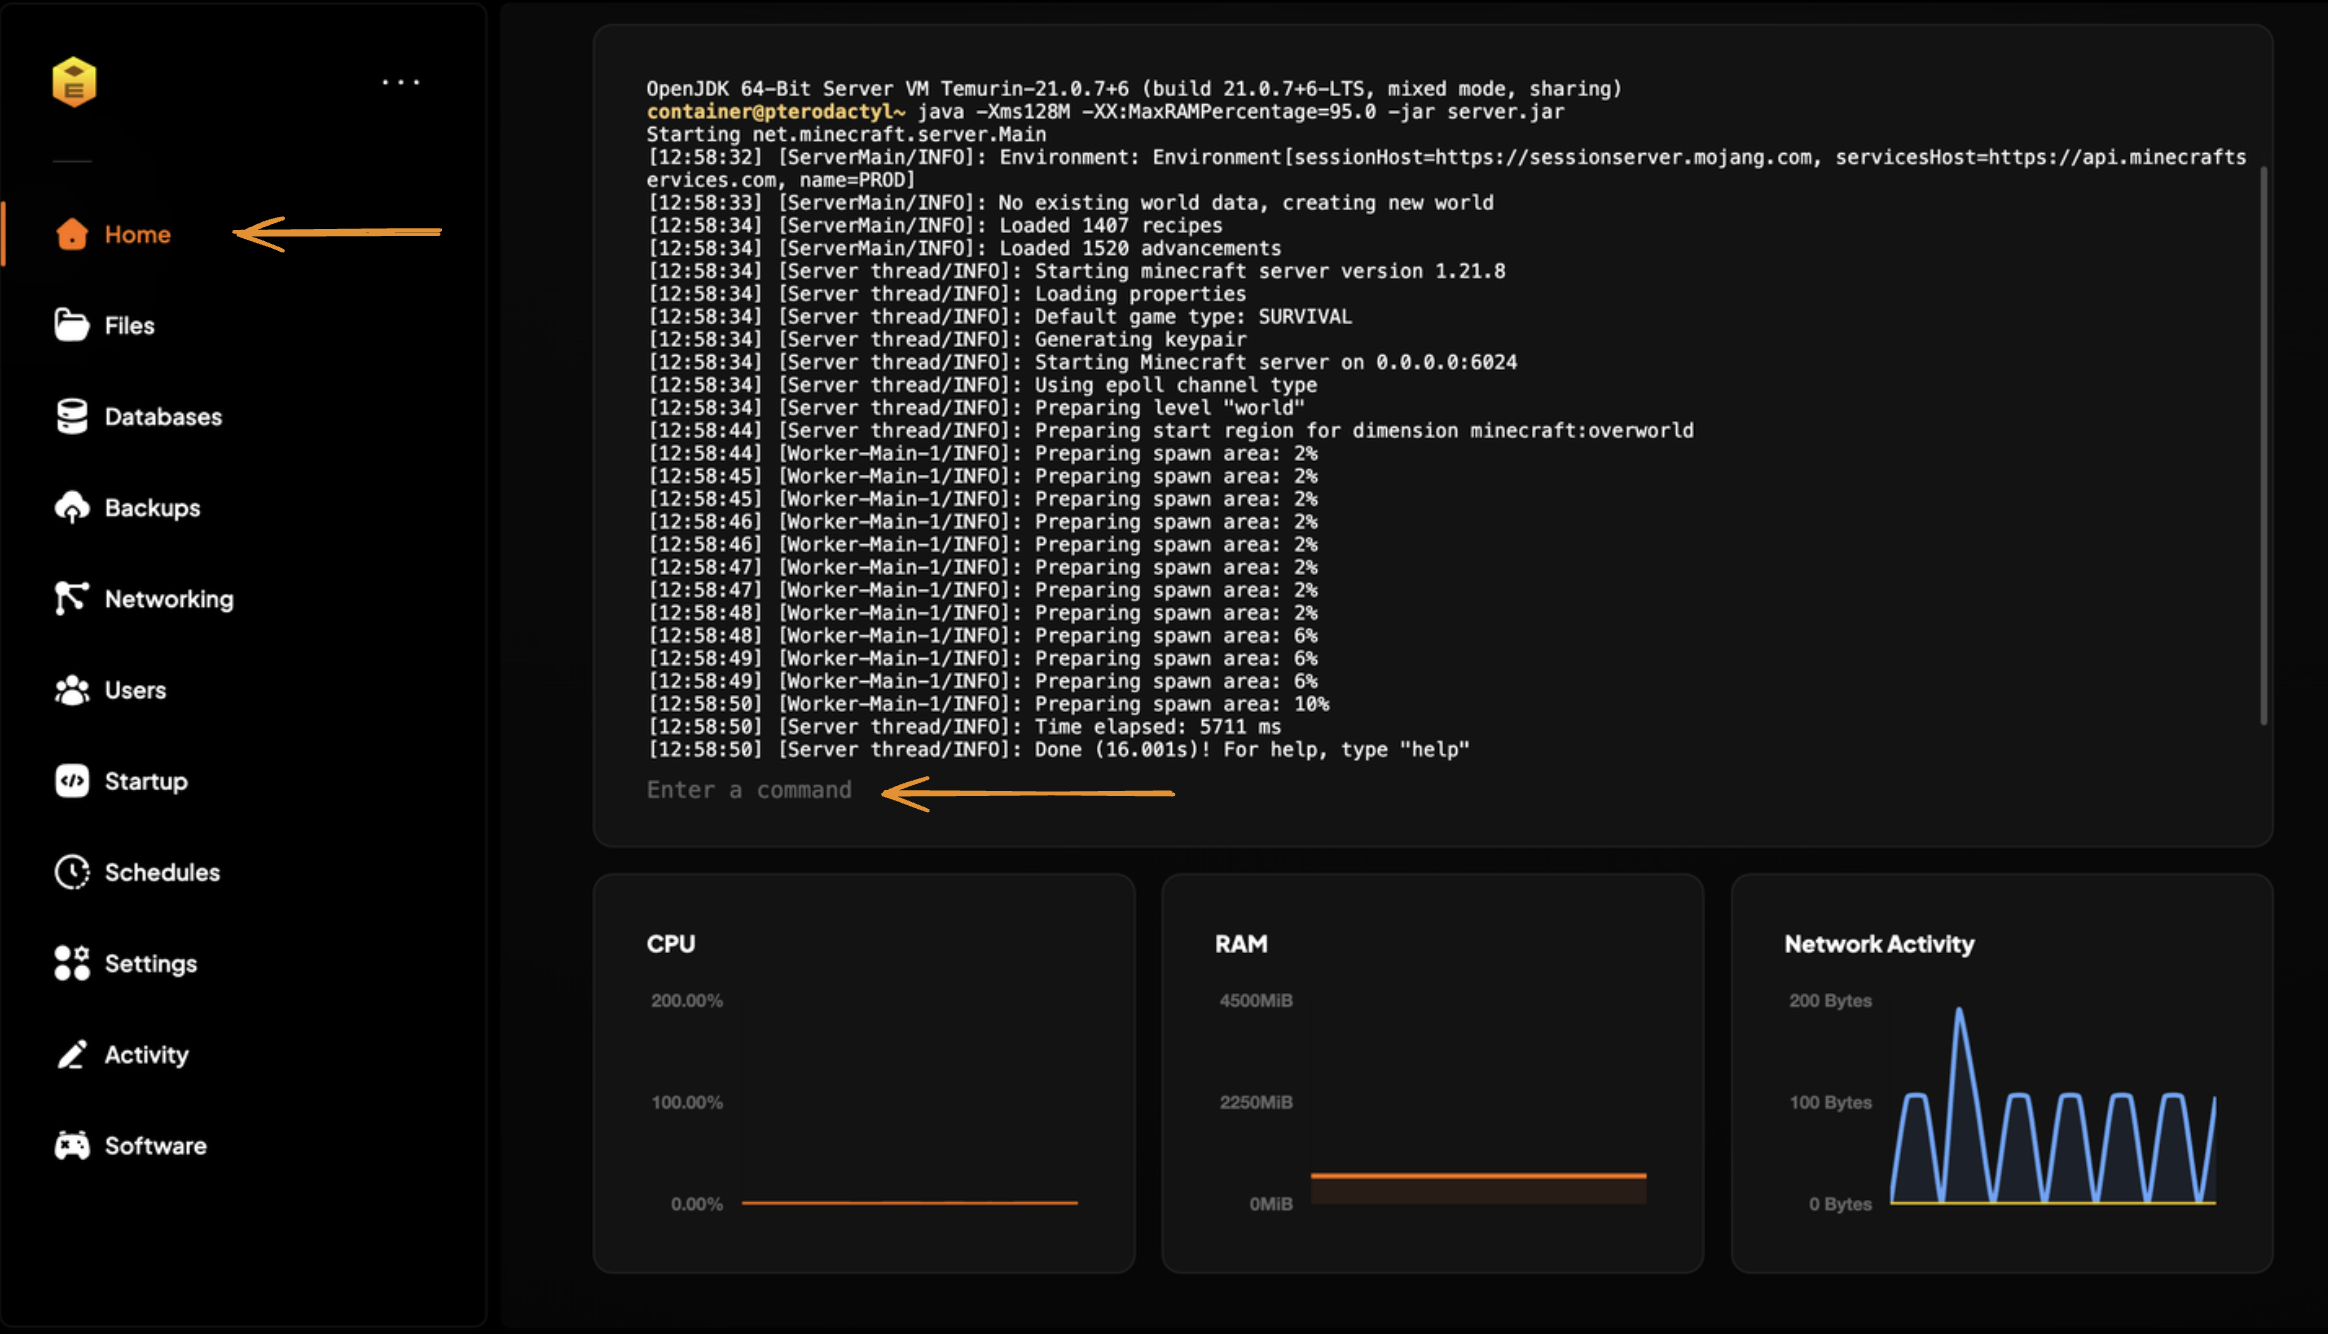 E
...
Home
Files
Databases
Backups
Networking
Users
Startup
Schedules
Settings
Activity
Software
OpenJDK 64-Bit Server VM Temurin-21.0.7+6 (build 21.0.7+6-LTS, mixed mode, sharing)
container@pterodactyl~ java -Xms128M -XX:MaxRAMPercentage=95.0 -jar server.jar
Starting net.minecraft.server.Main
[12:58:32] [ServerMain/INFO]: Environment: Environment[sessionHost=https://sessionserver.mojang.com, servicesHost=https://api.minecrafts
ervices.com, name=PROD]
[12:58:33] [ServerMain/INFO]: No existing world data, creating new world
[12:58:34] [ServerMain/INFO]: Loaded 1407 recipes
[12:58:34] [ServerMain/INFO]: Loaded 1520 advancements
[12:58:34] [Server thread/INFO]: Starting minecraft server version 1.21.8
[12:58:34] [Server thread/INFO]: Loading properties
[12:58:34] [Server thread/INFO]: Default game type: SURVIVAL
[12:58:34] [Server thread/INFO]: Generating keypair
[12:58:34] [Server thread/INFO]: Starting Minecraft server on 0.0.0.0:6024
[12:58:34] [Server thread/INFO]: Using epoll channel type
[12:58:34] [Server thread/INFO]: Preparing level "world"
[12:58:44] [Server thread/INFO]: Preparing start region for dimension minecraft:overworld
[12:58:44] [Worker-Main-1/INFO]: Preparing spawn area: 2%
[12:58:45] [Worker-Main-1/INFO]: Preparing spawn area: 2%
[12:58:45] [Worker-Main-1/INFO]: Preparing spawn area: 2%
[12:58:46] [Worker-Main-1/INFO]: Preparing spawn area: 2%
[12:58:46] [Worker-Main-1/INFO]: Preparing spawn area: 2%
[12:58:47] [Worker-Main-1/INFO]: Preparing spawn area: 2%
[12:58:47] [Worker-Main-1/INFO]: Preparing spawn area: 2%
[12:58:48] [Worker-Main-1/INFO]: Preparing spawn area: 2%
[12:58:48] [Worker-Main-1/INFO]: Preparing spawn area: 6%
[12:58:49] [Worker-Main-1/INFO]: Preparing spawn area: 6%
[12:58:49] [Worker-Main-1/INFO]: Preparing spawn area: 6%
[12:58:50] [Worker-Main-1/INFO]: Preparing spawn area: 10%
[12:58:50] [Server thread/INFO]: Time elapsed: 5711 ms
[12:58:50] [Server thread/INFO]: Done (16.001s)! For help, type "help"
Enter a command
CPU
200.00%
100.00%
0.00%
RAM
4500MiB
2250MiB
0MiB
Network Activity
200 Bytes
100 Bytes
0 Bytes